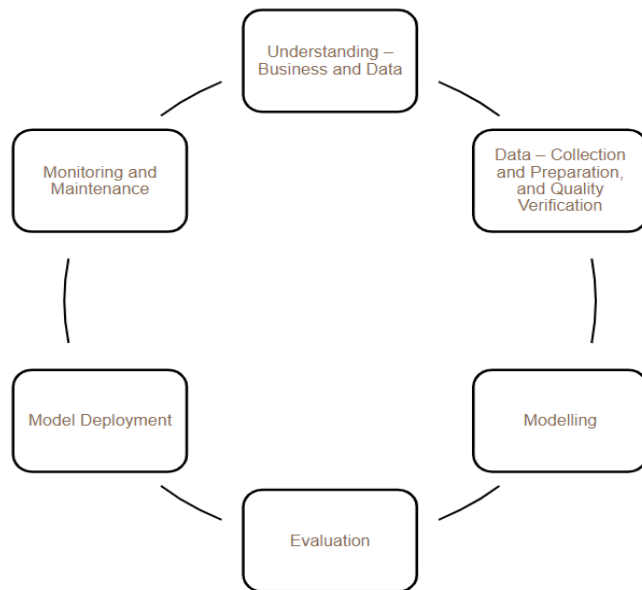 Understanding –
Business and Data
Data – Collection
and Preparation,
and Quality
Verification
Modelling
Evaluation
Model Deployment
Monitoring and
Maintenance